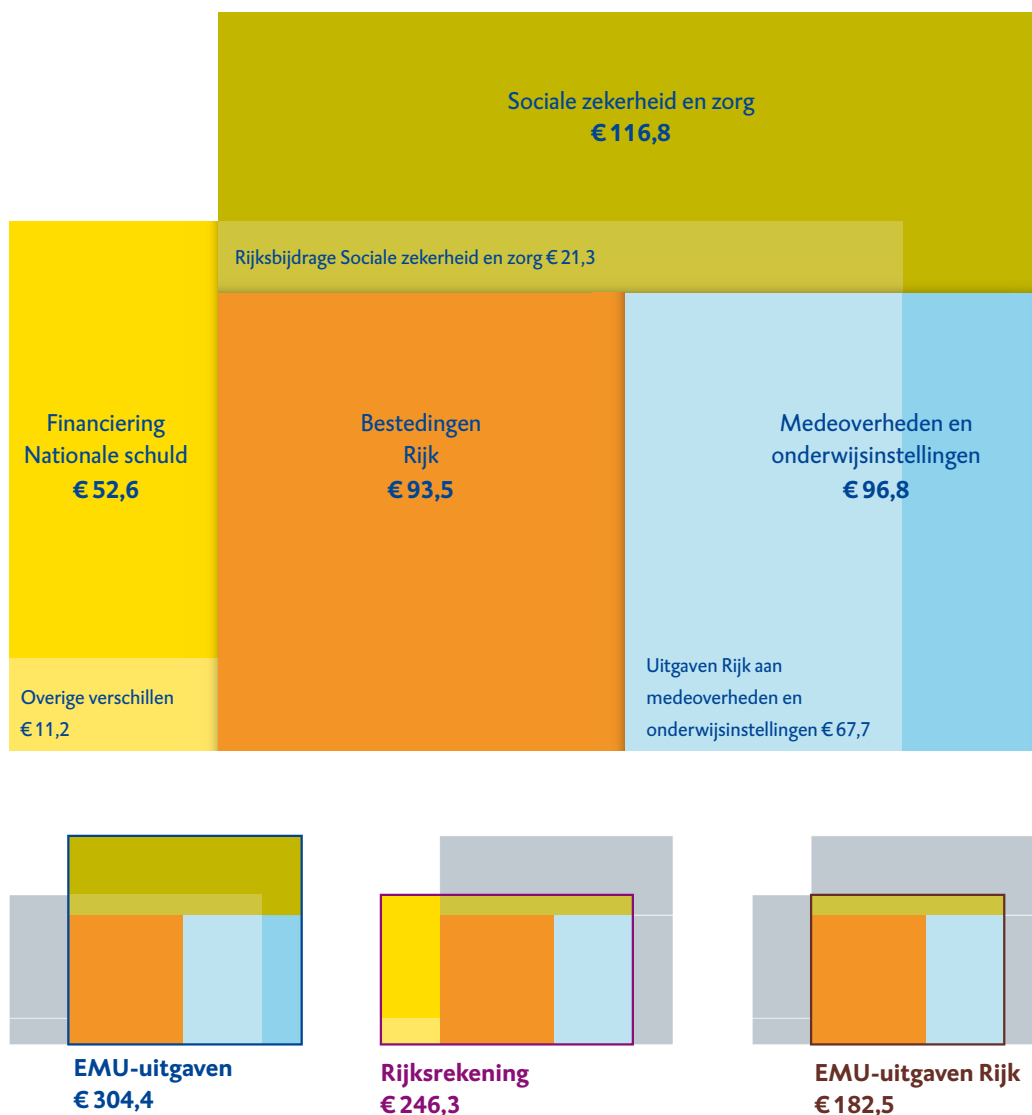 Sociale zekerheid en zorg
€ 116,8
Rijksbijdrage Sociale zekerheid en zorg € 21,3
Financiering
Nationale schuld
€ 52,6
Bestedingen
Rijk
€ 93,5
Medeoverheden en
onderwijsinstellingen
€ 96,8
Overige verschillen
€ 11,2
Uitgaven Rijk aan
medeoverheden en
onderwijsinstellingen € 67,7
EMU-uitgaven
€ 304,4
Rijksrekening
€ 246,3
EMU-uitgaven Rijk
€ 182,5